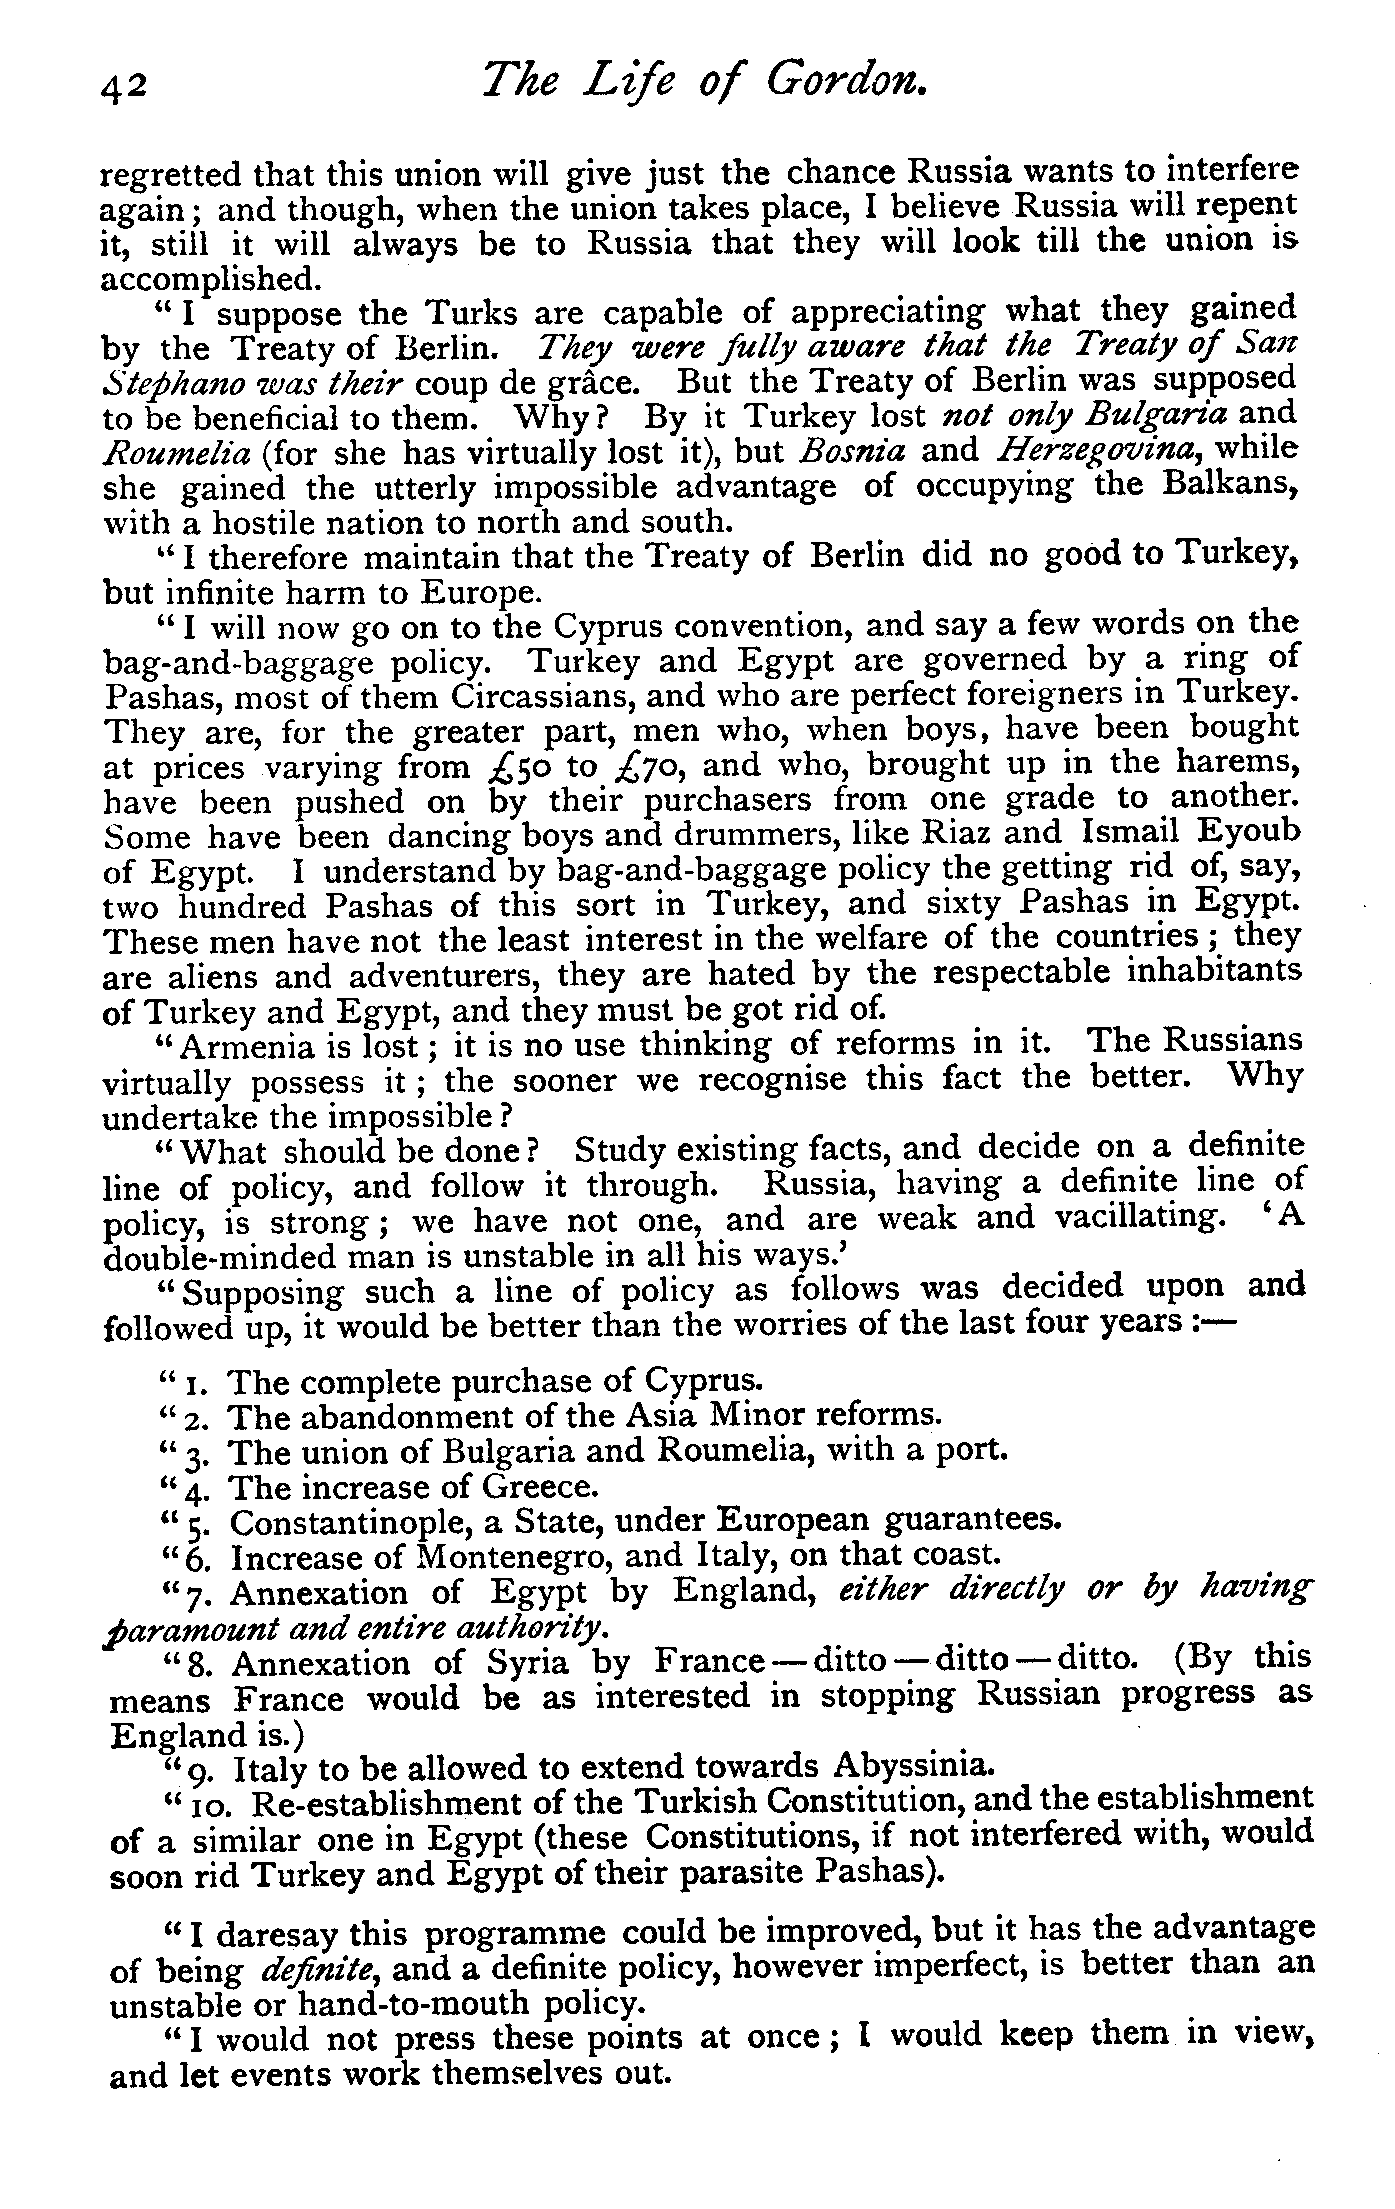 42 The Life of Gordon.
regretted that this union will give just the chance Russia wants to interfere
again; and though, when the union takes place, I believe Russia will repent
it, still it will always be to Russia that they will look till the union is
accomplished.
"I suppose the Turks are capable of appreciating what they gained
by the Treaty of Berlin. They were fully aware that the Treaty of San
Stephano was their coup de grâce. But the Treaty of Berlin was supposed
to be beneficial to them. Why? By it Turkey lost not only Bulgaria and
Roumelia (for she has virtually lost it), but Bosnia and Herzegovina, while
she gained the utterly impossible advantage of occupying the Balkans,
with a hostile nation to north and south.
"I therefore maintain that the Treaty of Berlin did no good to Turkey,
but infinite harm to Europe.
"I will now go on to the Cyprus convention, and say a few words on the
bag-and-baggage policy. Turkey and Egypt are governed by a ring of
Pashas, most of them Circassians, and who are perfect foreigners in Turkey.
They are, for the greater part, men who, when boys, have been bought
at prices varying from £50 to £70, and who, brought up in the harems,
have been pushed on by their purchasers from one grade to another.
Some have been dancing boys and drummers, like Riaz and Ismail Eyoub
of Egypt. I understand by bag-and-baggage policy the getting rid of, say,
two hundred Pashas of this sort in Turkey, and sixty Pashas in Egypt.
These men have not the least interest in the welfare of the countries; they
are aliens and adventurers, they are hated by the respectable inhabitants
of Turkey and Egypt, and they must be got rid of.
"Armenia is lost; it is no use thinking of reforms in it. The Russians
virtually possess it; the sooner we recognise this fact the better. Why
undertake the impossible?
"What should be done? Study existing facts, and decide on a definite
line of policy, and follow it through. Russia, having a definite line of
policy, is strong; we have not one, and are weak and vacillating. 'A
double-minded man is unstable in all his ways.'
"Supposing such a line of policy as follows was decided upon and
followed up, it would be better than the worries of the last four years:—
"1. The complete purchase of Cyprus.
"2. The abandonment of the Asia Minor reforms.
"3. The union of Bulgaria and Roumelia, with a port.
"4. The increase of Greece.
"5. Constantinople, a State, under European guarantees.
"6. Increase of Montenegro, and Italy, on that coast.
"7. Annexation of Egypt by England, either directly or by having
paramount and entire authority.
"8. Annexation of Syria by France—ditto—ditto—ditto. (By this
means France would be as interested in stopping Russian progress as
England is.)
"9. Italy to be allowed to extend towards Abyssinia.
"10. Re-establishment of the Turkish Constitution, and the establishment
of a similar one in Egypt (these Constitutions, if not interfered with, would
soon rid Turkey and Egypt of their parasite Pashas).
"I daresay this programme could be improved, but it has the advantage
of being definite, and a definite policy, however imperfect, is better than an
unstable or hand-to-mouth policy.
"I would not press these points at once; I would keep them in view,
and let events work themselves out.